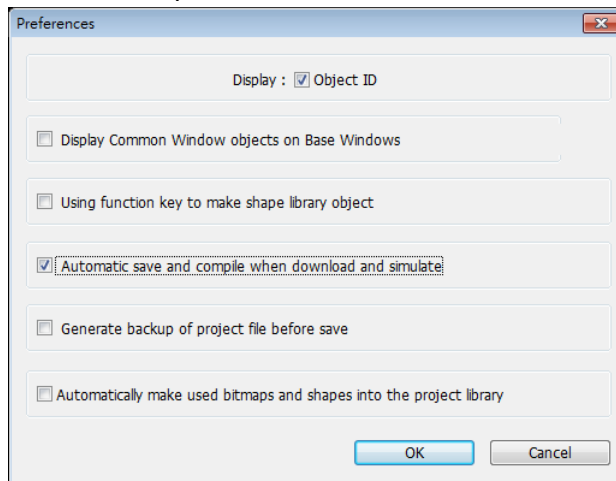 Preferences
Display : Object ID
Display Common Window objects on Base Windows
Using function key to make shape library object
Automatic save and compile when download and simulate
Generate backup of project file before save
Automatically make used bitmaps and shapes into the project library
OK Cancel